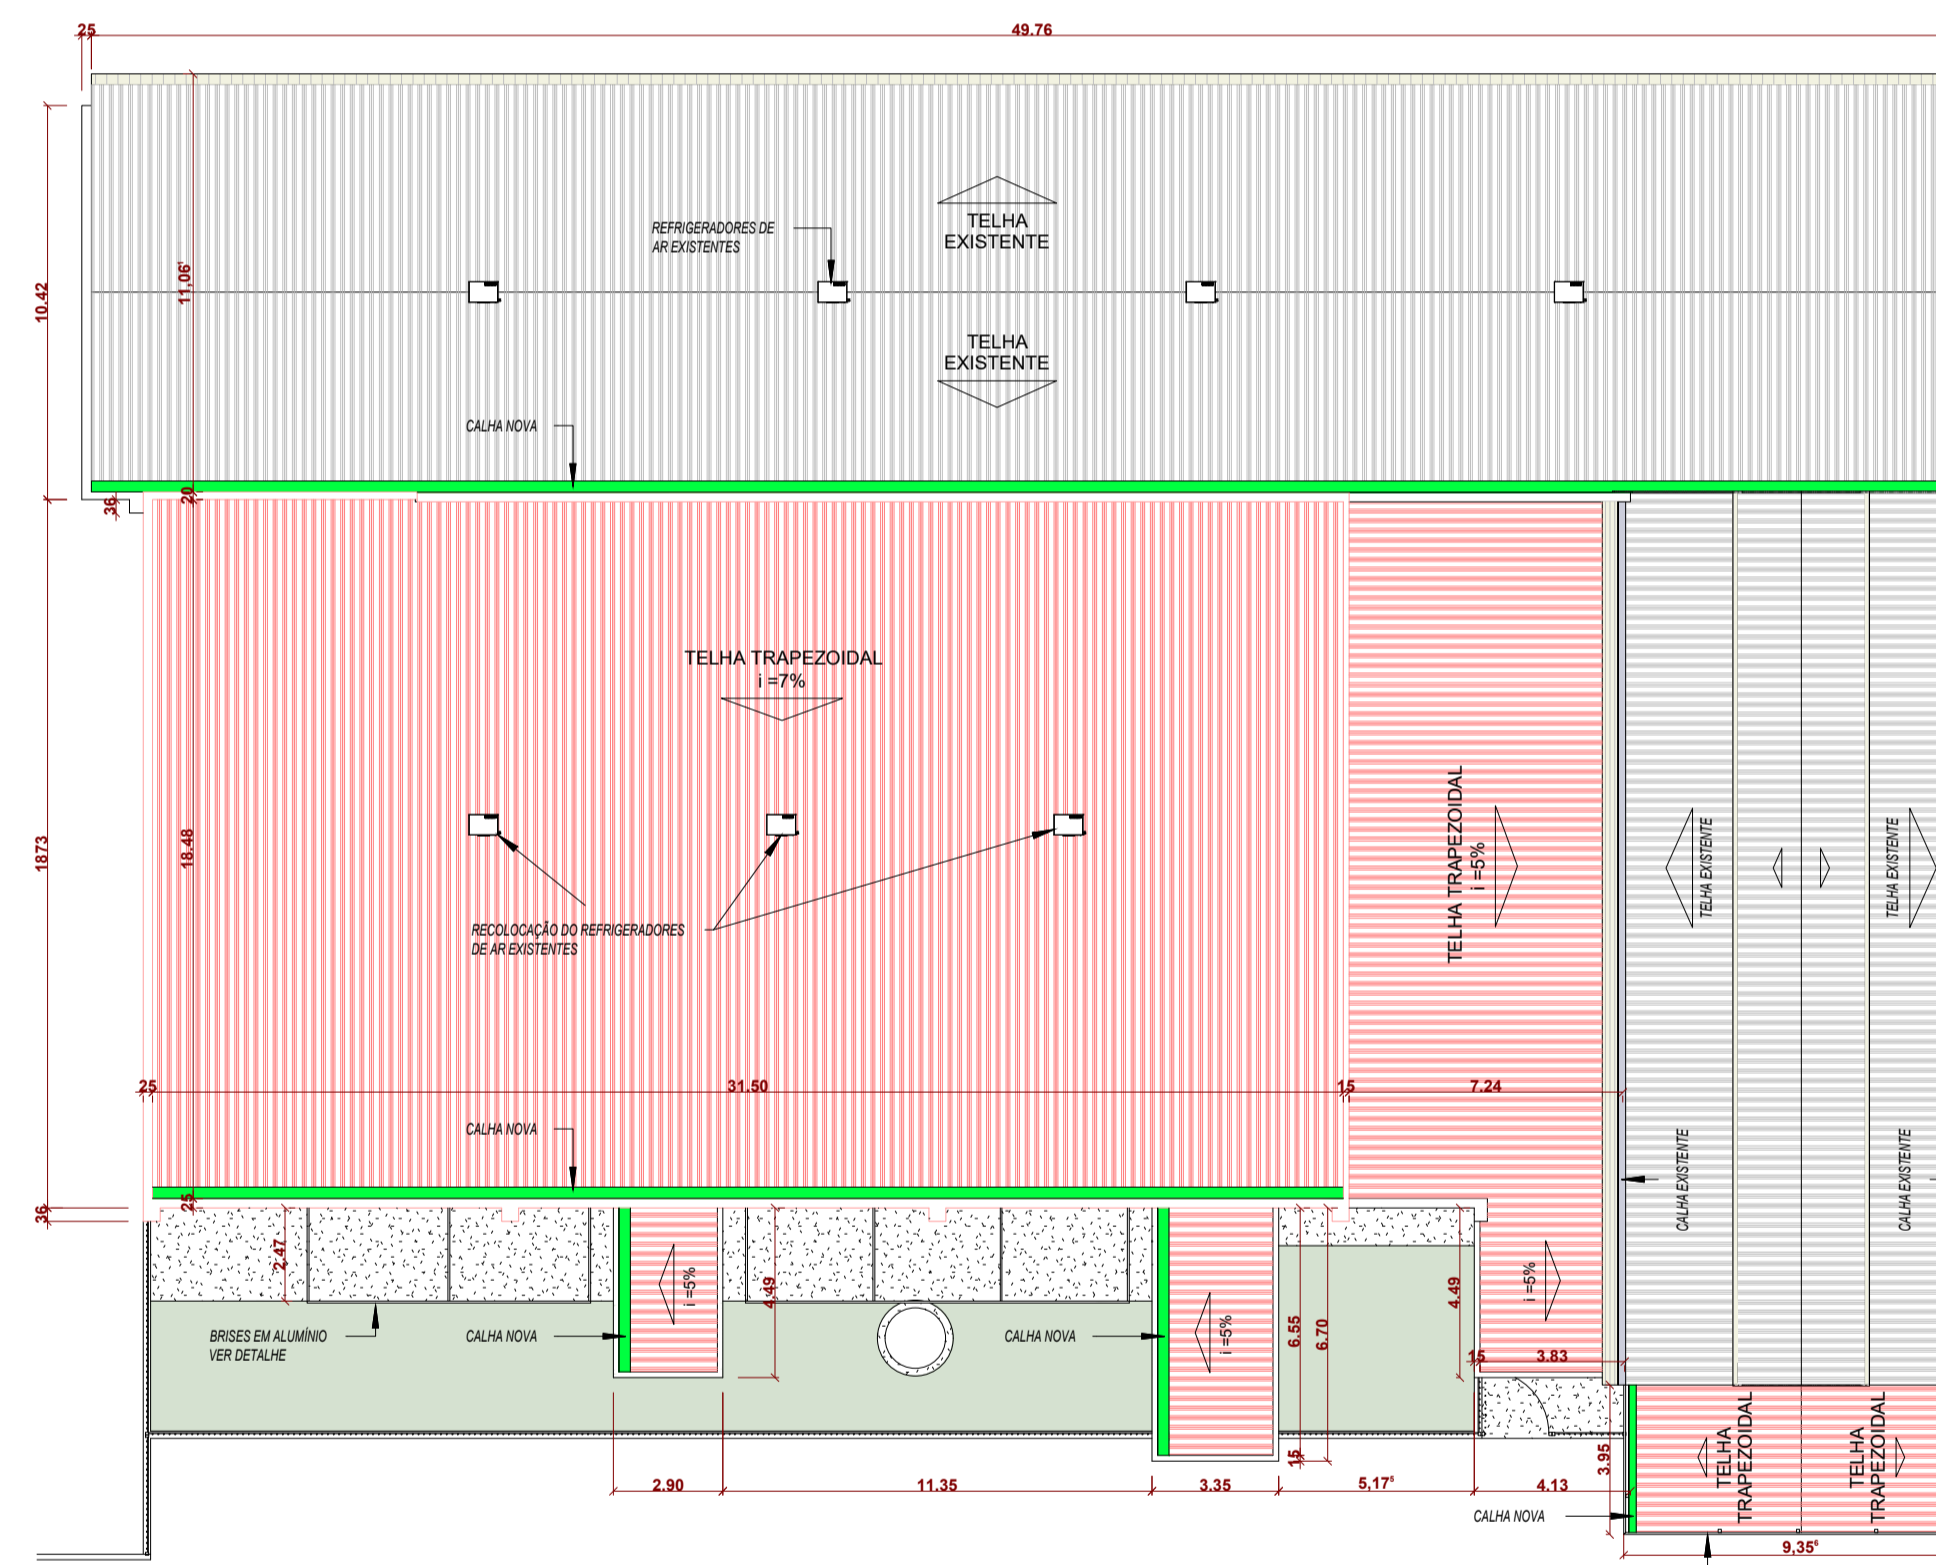 25
49.76
10.42
11,06¹
REFRIGERADORES DE
AR EXISTENTES
TELHA
EXISTENTE
TELHA
EXISTENTE
CALHA NOVA
36
20
TELHA TRAPEZOIDAL
i =7%
1873
18.48
RECOLOCAÇÃO DO REFRIGERADORES
DE AR EXISTENTES
TELHA TRAPEZOIDAL
i =5%
TELHA EXISTENTE
TELHA EXISTENTE
25
31.50
15
7.24
CALHA NOVA
CALHA EXISTENTE
CALHA EXISTENTE
36
25
2.47
i =5%
4.49
i =5%
6.55
6.70
4.49
i =5%
BRISES EM ALUMÍNIO
VER DETALHE
CALHA NOVA
CALHA NOVA
15
3.83
15
3.95
TELHA
TRAPEZOIDAL
TELHA
TRAPEZOIDAL
2.90
11.35
3.35
5,17⁵
4.13
CALHA NOVA
9,35⁶